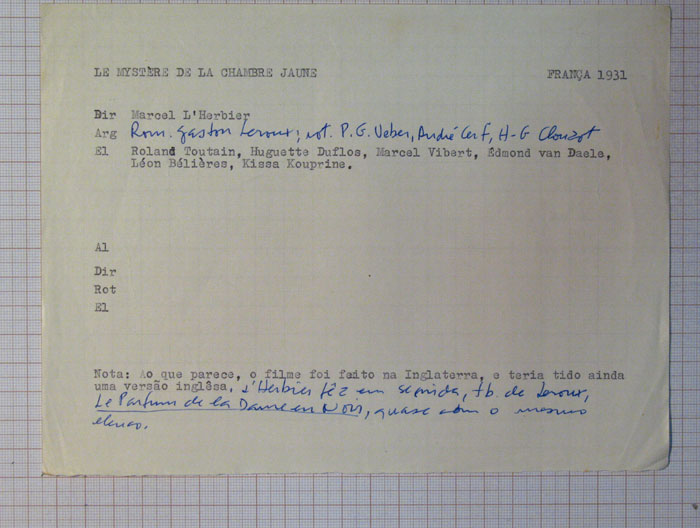 LE MYSTÈRE DE LA CHAMBRE JAUNE FRANÇA 1931
Dir Marcel L'Herbier
Arg Rom. Gaston Leroux; rot. P.G. Veber, André Cerf, H-G Clouzot
El Roland Toutain, Huguette Duflos, Marcel Vibert, Édmond van Daele,
Léon Bélières, Kissa Kouprine.
Al
Dir
Rot
El
Nota: Ao que parece, o filme foi feito na Inglaterra, e teria tido ainda
uma versão inglêsa. L'Herbier fêz em seguida, tb. de Leroux,
Le Parfum de la Dame en Noir, quase com o mesmo
elenco.